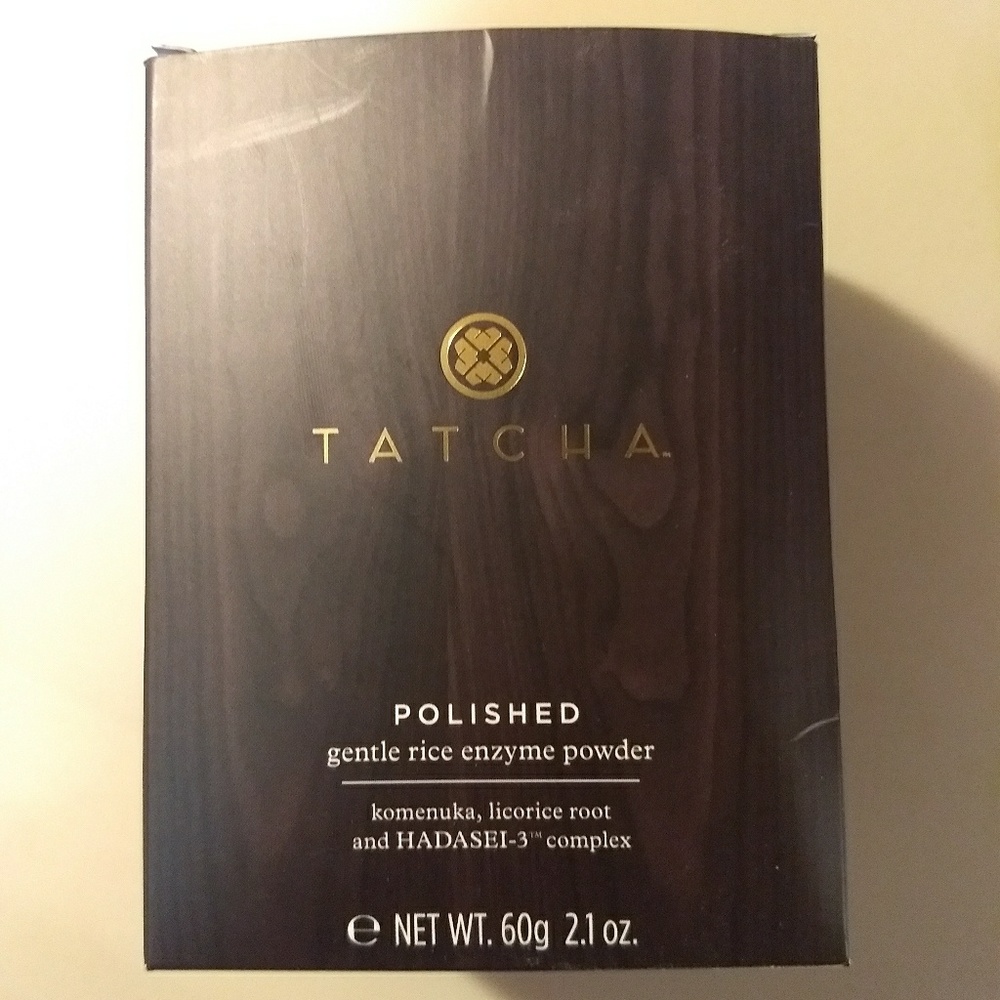 TATCHA™
POLISHED
gentle rice enzyme powder
komenuka, licorice root
and HADASEI-3™ complex
℮ NET WT. 60g 2.1 oz.